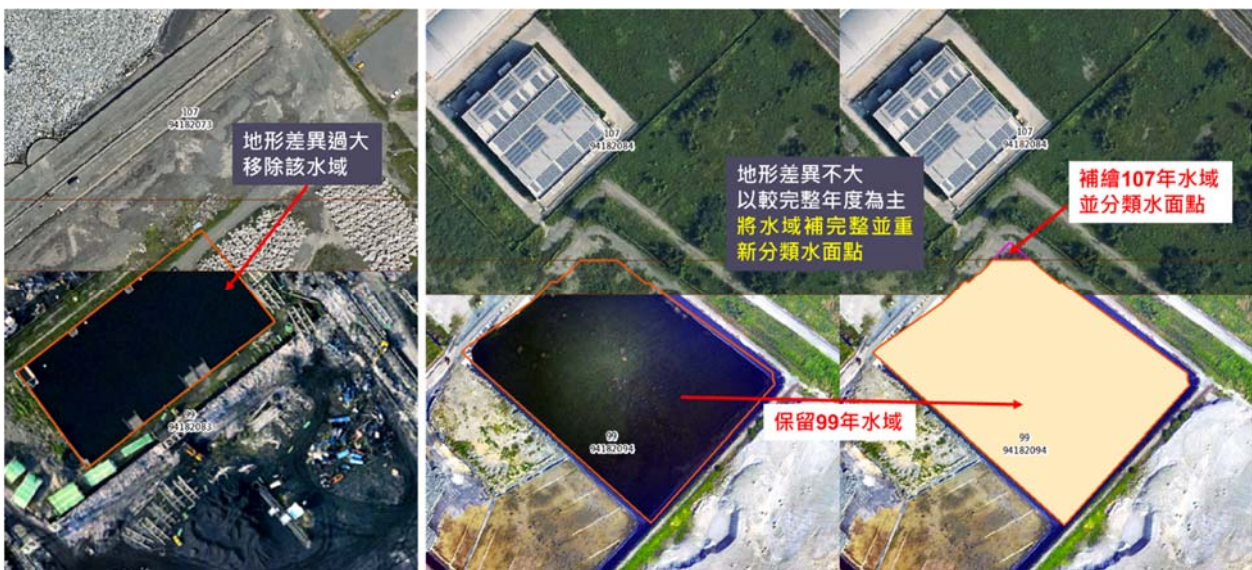 107
94182073
地形差異過大
移除該水域
99
94182083
107
94182084
地形差異不大
以較完整年度為主
將水域補完整並重
新分類水面點
99
94182094
保留99年水域
107
94182084
補繪107年水域
並分類水面點
99
94182094